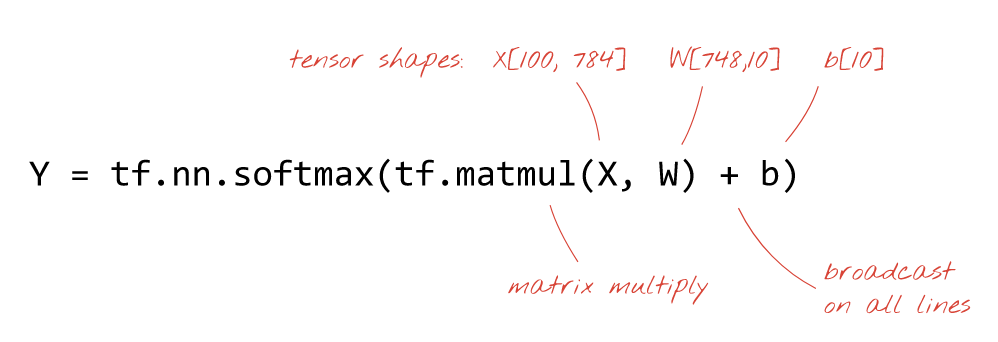 tensor shapes: X[100, 784] W[748,10] b[10]
Y = tf.nn.softmax(tf.matmul(X, W) + b)
matrix multiply
broadcast
on all lines